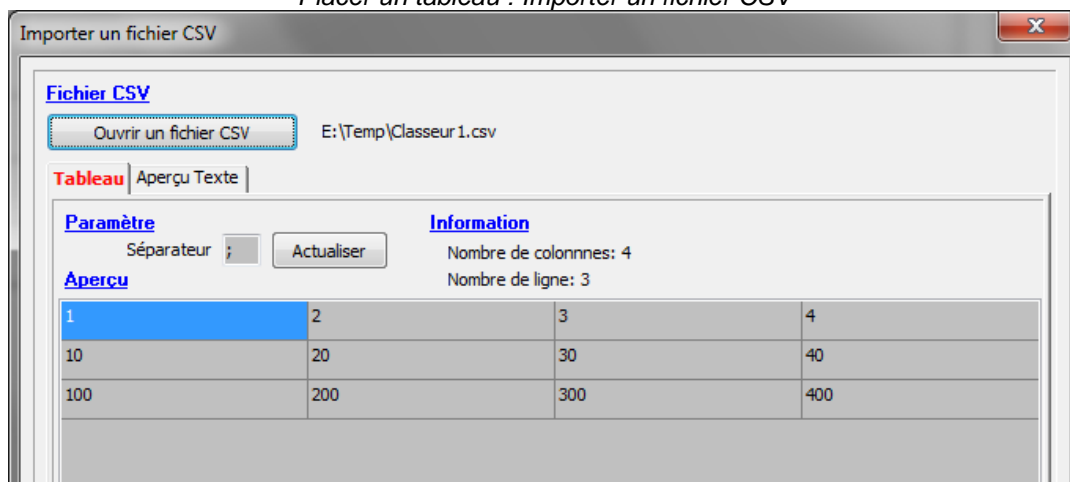 Placer un tableau : Importer un fichier CSV
Importer un fichier CSV
Fichier CSV
Ouvrir un fichier CSV E:\Temp\Classeur1.csv
Tableau Aperçu Texte
Paramètre Information
Séparateur ; Actualiser Nombre de colonnnes: 4
Aperçu Nombre de ligne: 3
1 2 3 4
10 20 30 40
100 200 300 400